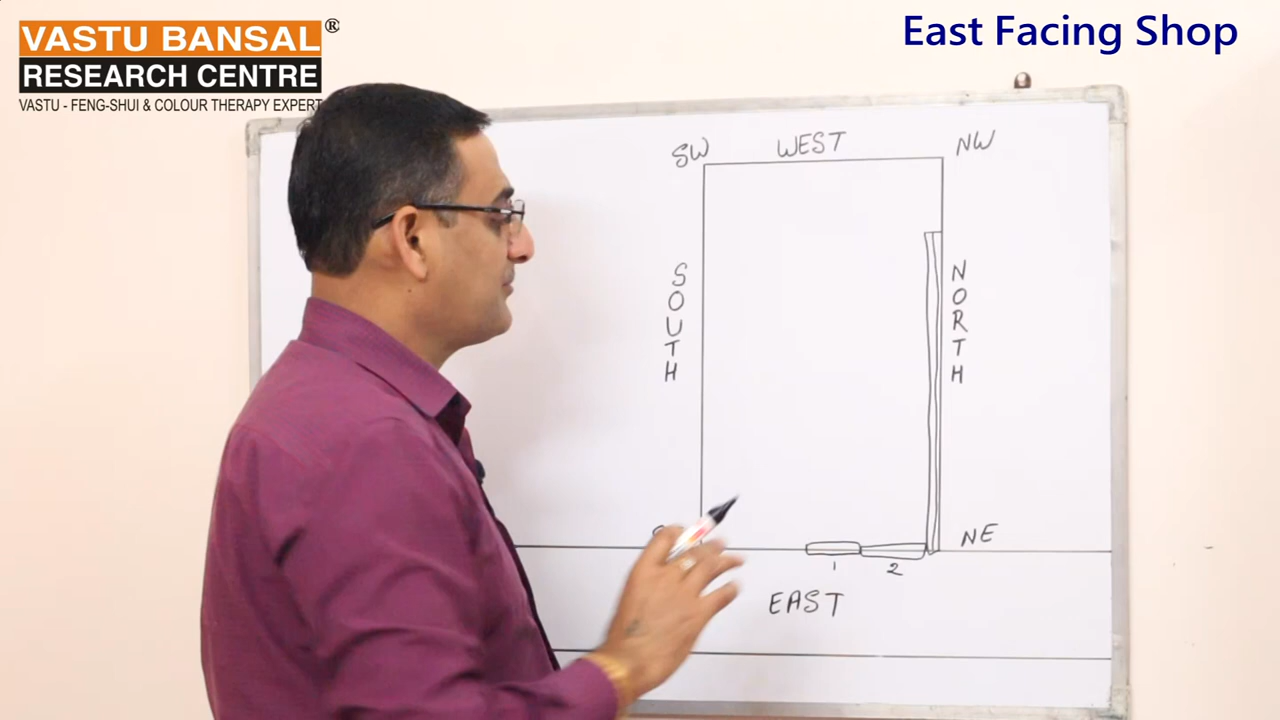 VASTU BANSAL®
RESEARCH CENTRE
VASTU - FENG-SHUI & COLOUR THERAPY EXPERT
East Facing Shop
SW
WEST
NW
SOUTH
NORTH
NE
1
2
EAST